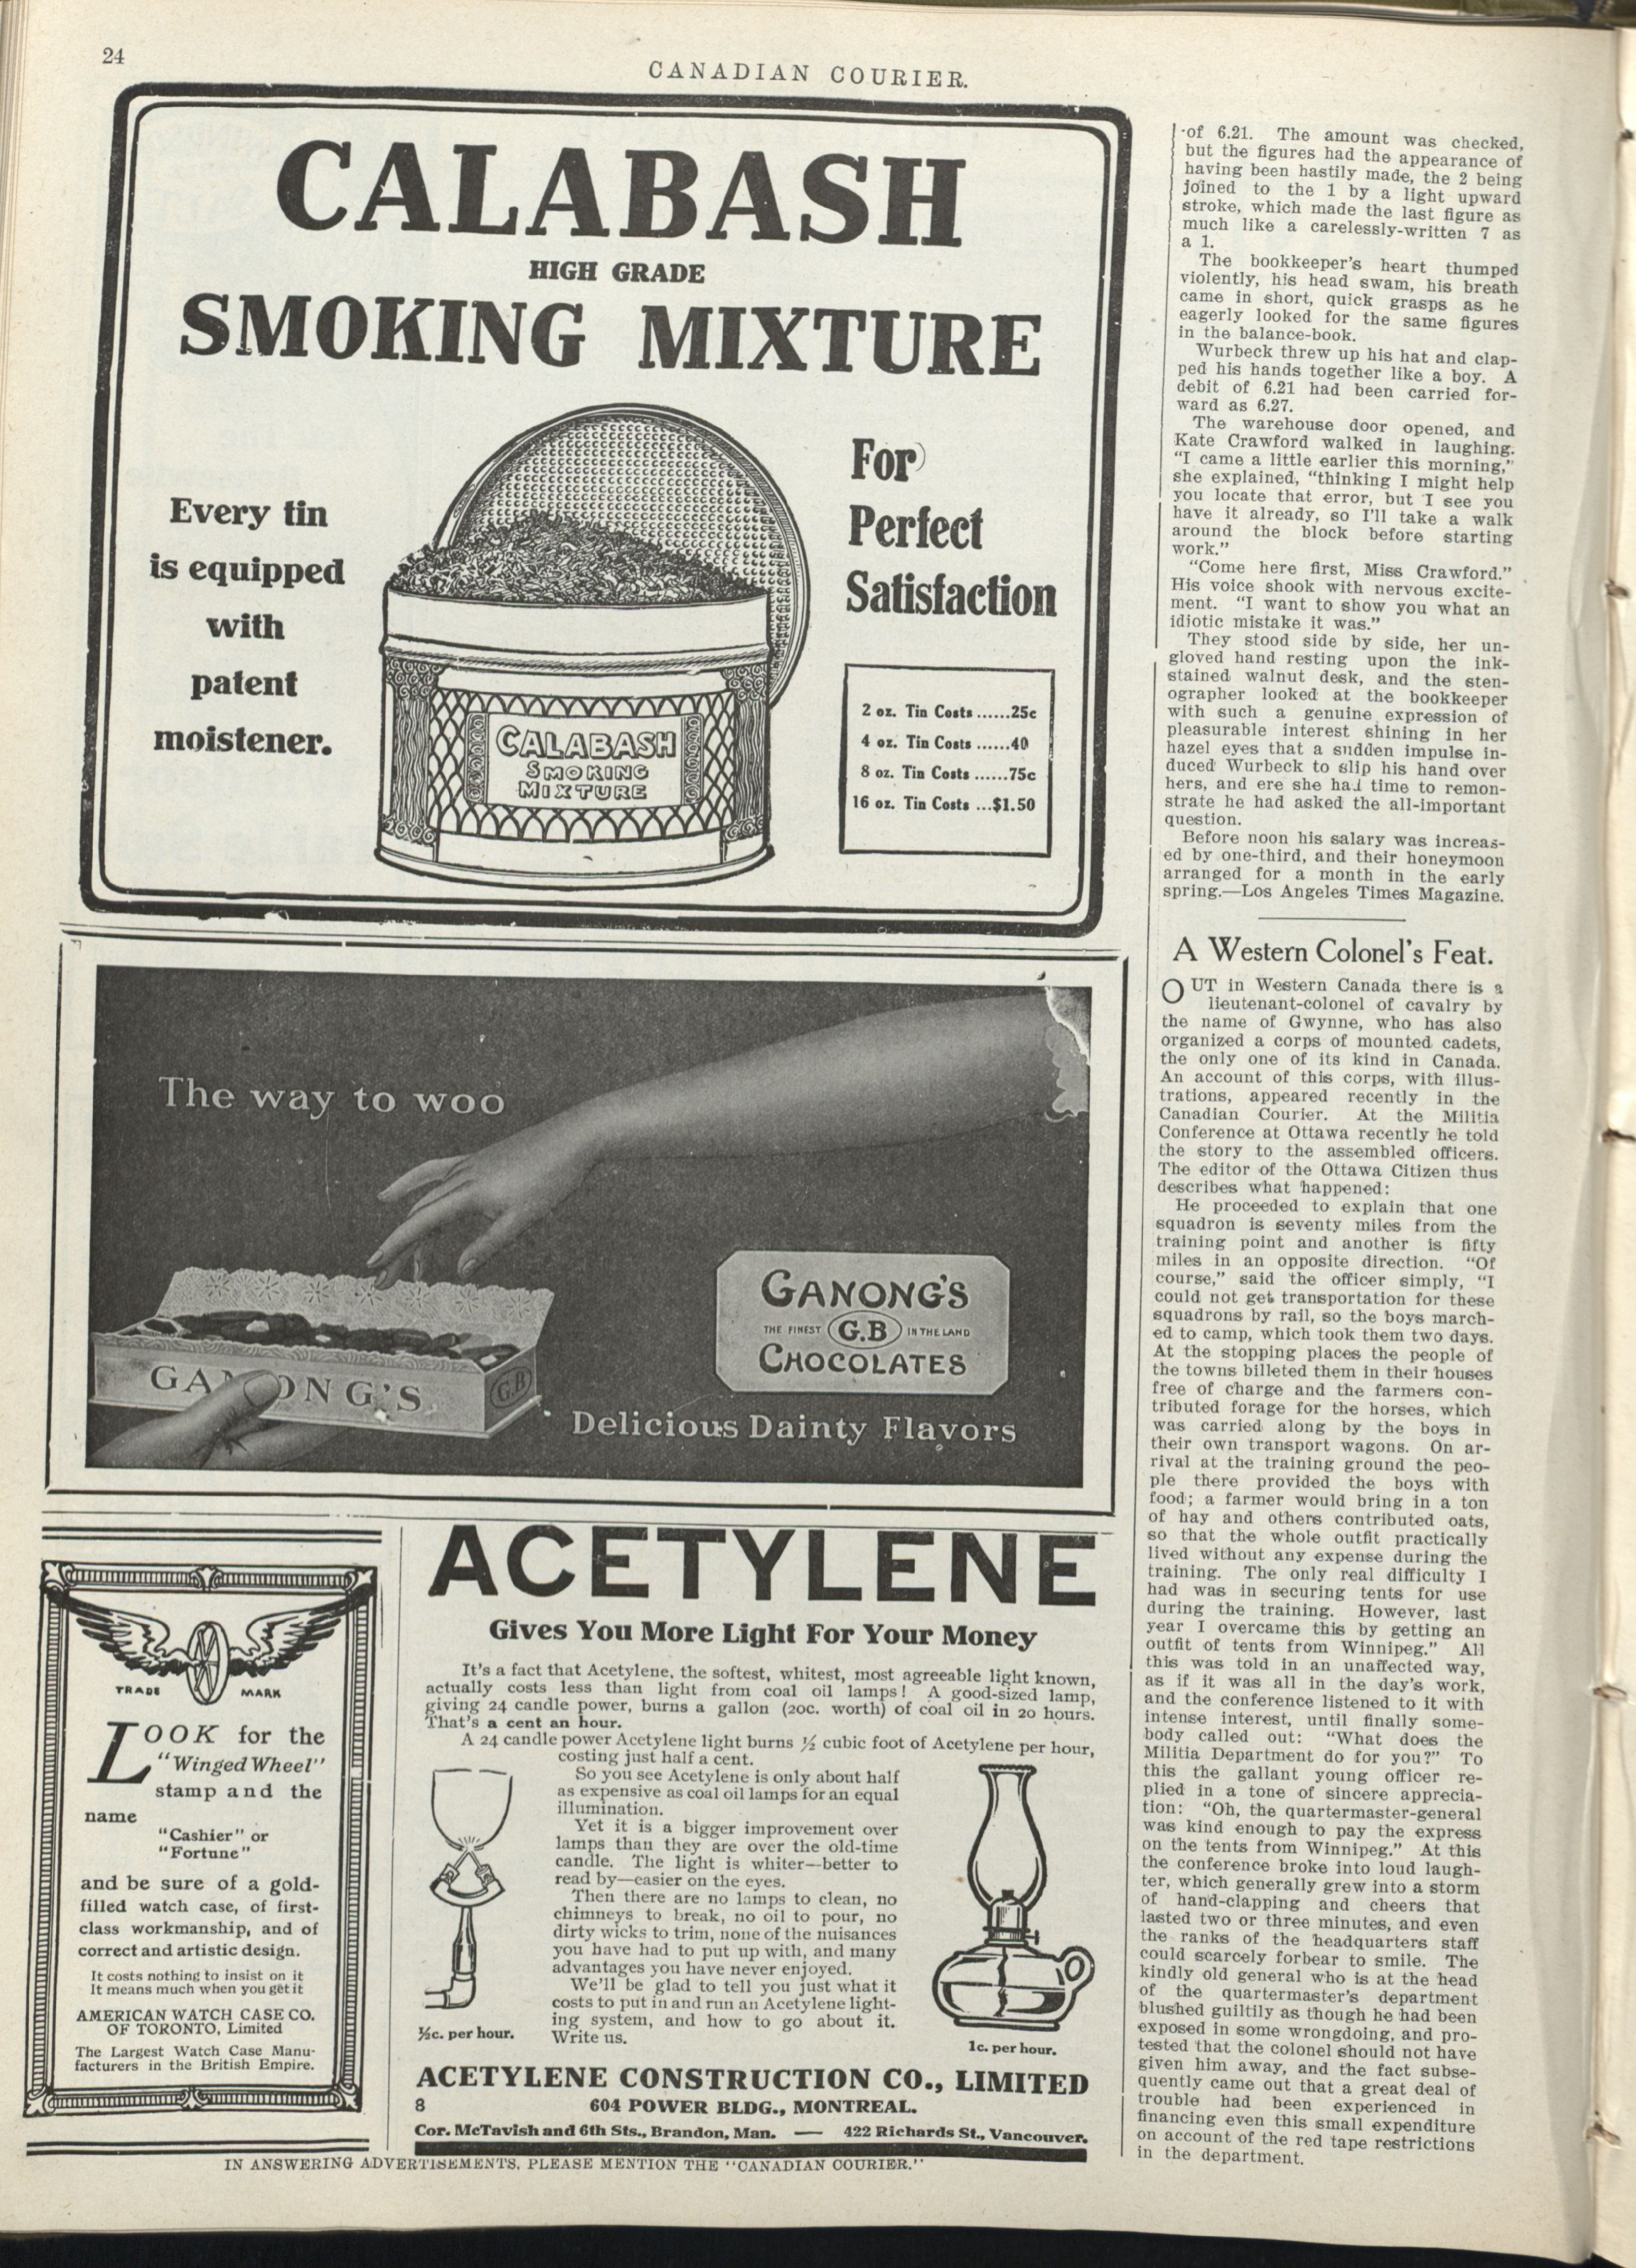 24
CANADIAN COURIER.
CALABASH
HIGH GRADE
SMOKING MIXTURE
Every tin
is equipped
with
patent
moistener.
CALABASH
SMOKING
MIXTURE
For
Perfect
Satisfaction
2 oz. Tin Costs ......25c
4 oz. Tin Costs ......40
8 oz. Tin Costs ......75c
16 oz. Tin Costs ...$1.50
The way to woo
GANONG'S
G.B
GANONG'S
THE FINEST G.B IN THE LAND
CHOCOLATES
Delicious Dainty Flavors
TRADE MARK
LOOK for the
"Winged Wheel"
stamp and the
name
"Cashier" or
"Fortune"
and be sure of a gold-
filled watch case, of first-
class workmanship, and of
correct and artistic design.
It costs nothing to insist on it
It means much when you get it
AMERICAN WATCH CASE CO.
OF TORONTO, Limited
The Largest Watch Case Manu-
facturers in the British Empire.
ACETYLENE
Gives You More Light For Your Money
It's a fact that Acetylene, the softest, whitest, most agreeable light known,
actually costs less than light from coal oil lamps! A good-sized lamp,
giving 24 candle power, burns a gallon (20c. worth) of coal oil in 20 hours.
That's a cent an hour.
A 24 candle power Acetylene light burns ½ cubic foot of Acetylene per hour,
costing just half a cent.
So you see Acetylene is only about half
as expensive as coal oil lamps for an equal
illumination.
Yet it is a bigger improvement over
lamps than they are over the old-time
candle. The light is whiter—better to
read by—easier on the eyes.
Then there are no lamps to clean, no
chimneys to break, no oil to pour, no
dirty wicks to trim, none of the nuisances
you have had to put up with, and many
advantages you have never enjoyed.
We'll be glad to tell you just what it
costs to put in and run an Acetylene light-
ing system, and how to go about it.
Write us.
½c. per hour.
1c. per hour.
ACETYLENE CONSTRUCTION CO., LIMITED
8 604 POWER BLDG., MONTREAL.
Cor. McTavish and 6th Sts., Brandon, Man. — 422 Richards St., Vancouver.
IN ANSWERING ADVERTISEMENTS, PLEASE MENTION THE "CANADIAN COURIER."
of 6.21. The amount was checked,
but the figures had the appearance of
having been hastily made, the 2 being
joined to the 1 by a light upward
stroke, which made the last figure as
much like a carelessly-written 7 as
a 1.
The bookkeeper's heart thumped
violently, his head swam, his breath
came in short, quick grasps as he
eagerly looked for the same figures
in the balance-book.
Wurbeck threw up his hat and clap-
ped his hands together like a boy. A
debit of 6.21 had been carried for-
ward as 6.27.
The warehouse door opened, and
Kate Crawford walked in laughing.
"I came a little earlier this morning,"
she explained, "thinking I might help
you locate that error, but I see you
have it already, so I'll take a walk
around the block before starting
work."
"Come here first, Miss Crawford."
His voice shook with nervous excite-
ment. "I want to show you what an
idiotic mistake it was."
They stood side by side, her un-
gloved hand resting upon the ink-
stained walnut desk, and the sten-
ographer looked at the bookkeeper
with such a genuine expression of
pleasurable interest shining in her
hazel eyes that a sudden impulse in-
duced Wurbeck to slip his hand over
hers, and ere she had time to remon-
strate he had asked the all-important
question.
Before noon his salary was increas-
ed by one-third, and their honeymoon
arranged for a month in the early
spring.—Los Angeles Times Magazine.
A Western Colonel's Feat.
OUT in Western Canada there is a
lieutenant-colonel of cavalry by
the name of Gwynne, who has also
organized a corps of mounted cadets,
the only one of its kind in Canada.
An account of this corps, with illus-
trations, appeared recently in the
Canadian Courier. At the Militia
Conference at Ottawa recently he told
the story to the assembled officers.
The editor of the Ottawa Citizen thus
describes what happened:
He proceeded to explain that one
squadron is seventy miles from the
training point and another is fifty
miles in an opposite direction. "Of
course," said the officer simply, "I
could not get transportation for these
squadrons by rail, so the boys march-
ed to camp, which took them two days.
At the stopping places the people of
the towns billeted them in their houses
free of charge and the farmers con-
tributed forage for the horses, which
was carried along by the boys in
their own transport wagons. On ar-
rival at the training ground the peo-
ple there provided the boys with
food; a farmer would bring in a ton
of hay and others contributed oats,
so that the whole outfit practically
lived without any expense during the
training. The only real difficulty I
had was in securing tents for use
during the training. However, last
year I overcame this by getting an
outfit of tents from Winnipeg." All
this was told in an unaffected way,
as if it was all in the day's work,
and the conference listened to it with
intense interest, until finally some-
body called out: "What does the
Militia Department do for you?" To
this the gallant young officer re-
plied in a tone of sincere apprecia-
tion: "Oh, the quartermaster-general
was kind enough to pay the express
on the tents from Winnipeg." At this
the conference broke into loud laugh-
ter, which generally grew into a storm
of hand-clapping and cheers that
lasted two or three minutes, and even
the ranks of the headquarters staff
could scarcely forbear to smile. The
kindly old general who is at the head
of the quartermaster's department
blushed guiltily as though he had been
exposed in some wrongdoing, and pro-
tested that the colonel should not have
given him away, and the fact subse-
quently came out that a great deal of
trouble had been experienced in
financing even this small expenditure
on account of the red tape restrictions
in the department.